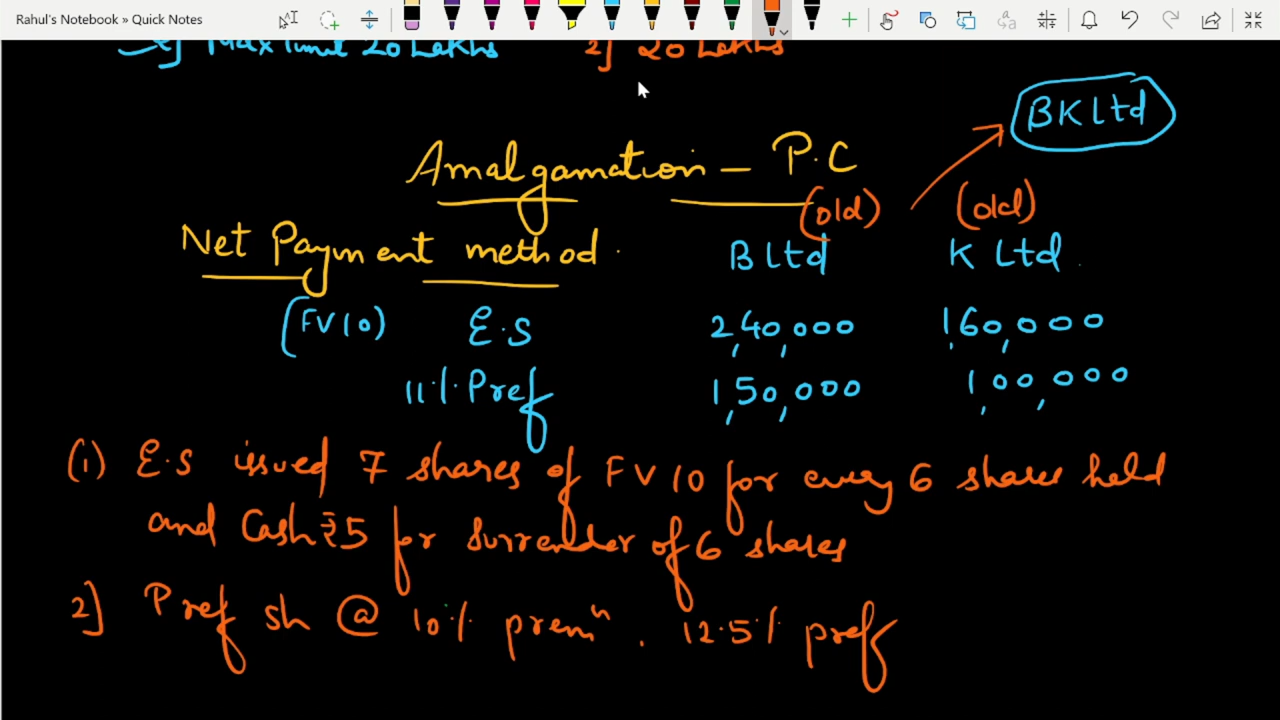 Rahul's Notebook » Quick Notes
Max limit 20 Lakhs 2] 20 Lakhs
BK Ltd
Amalgamation – P.C
(old) (old)
Net Payment method. B Ltd K Ltd
(FV10) E.S 2,40,000 1,60,000
11% Pref 1,50,000 1,00,000
(1) E.S issued 7 shares of FV 10 for every 6 shares held
and Cash ₹5 for surrender of 6 shares
2] Pref sh @ 10% premⁿ. 12.5% pref